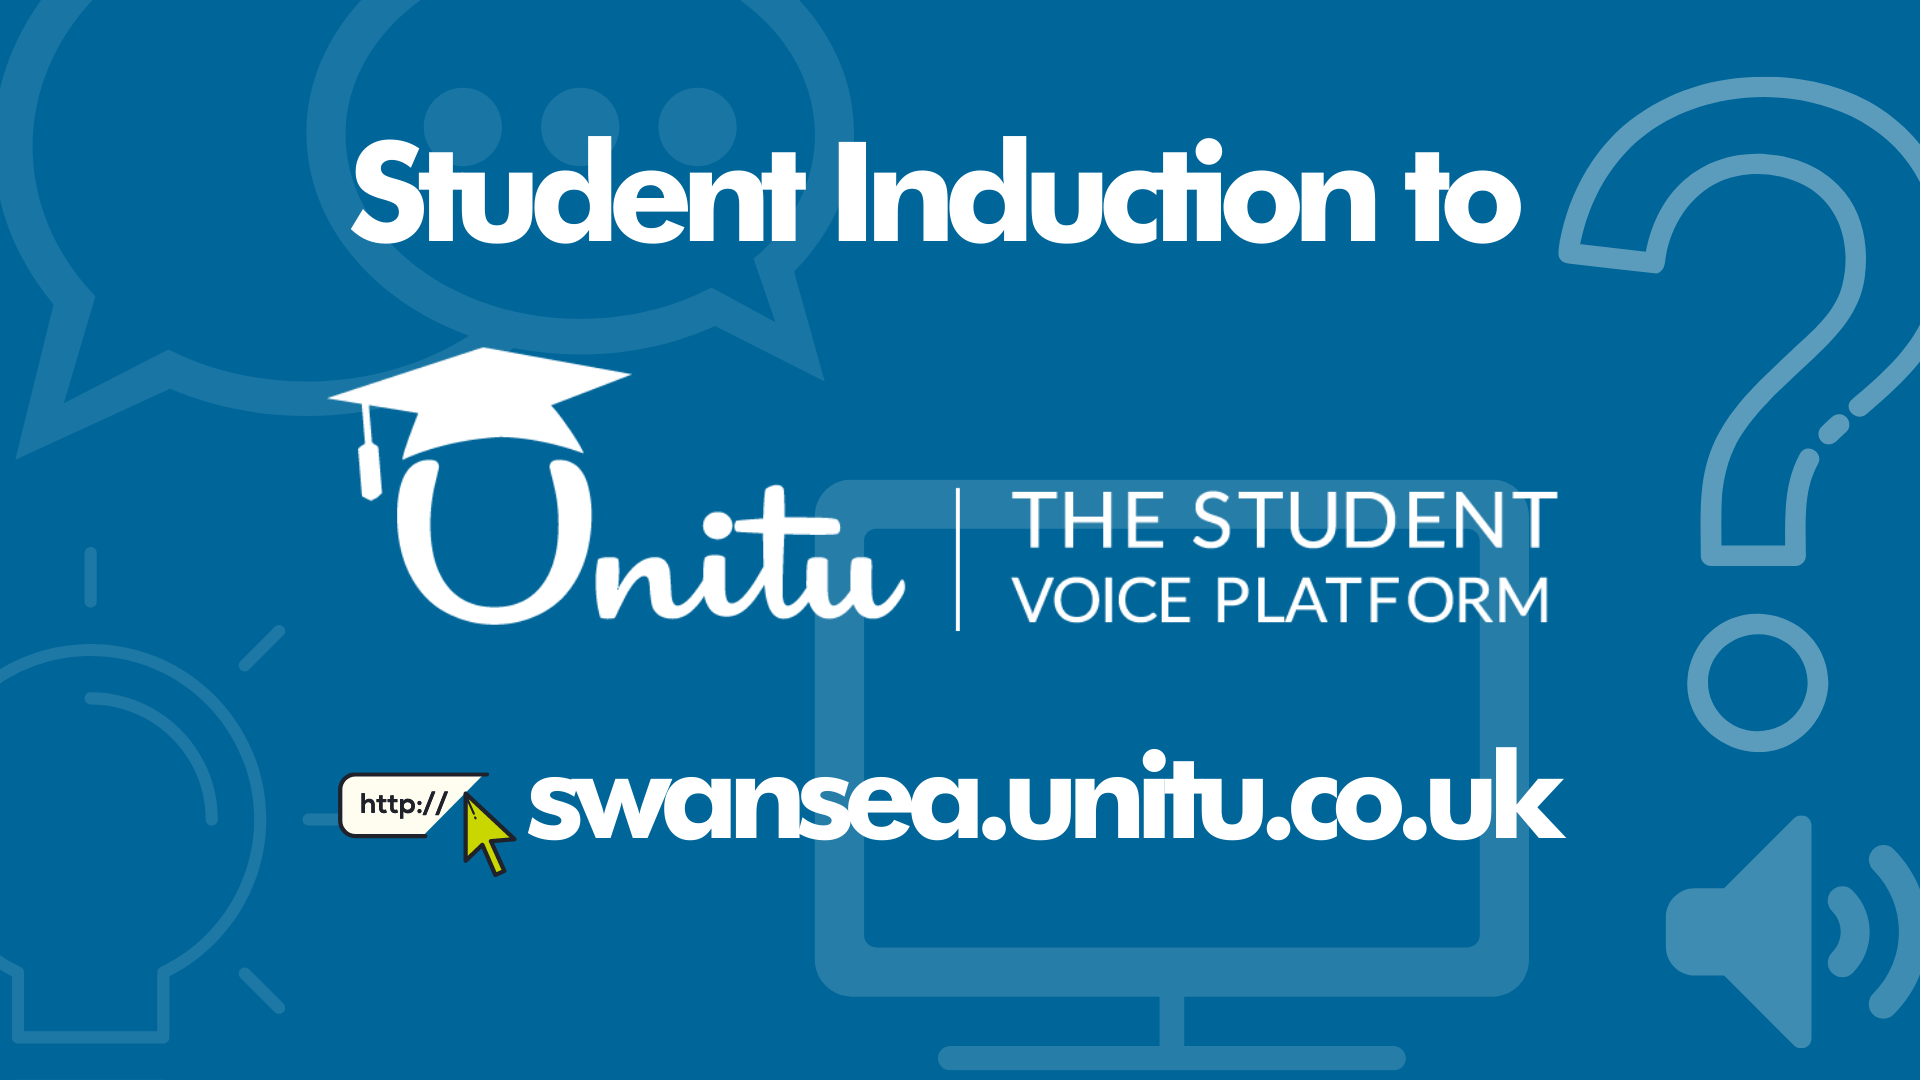 Student Induction to
Unitu
THE STUDENT
VOICE PLATFORM
http://
swansea.unitu.co.uk